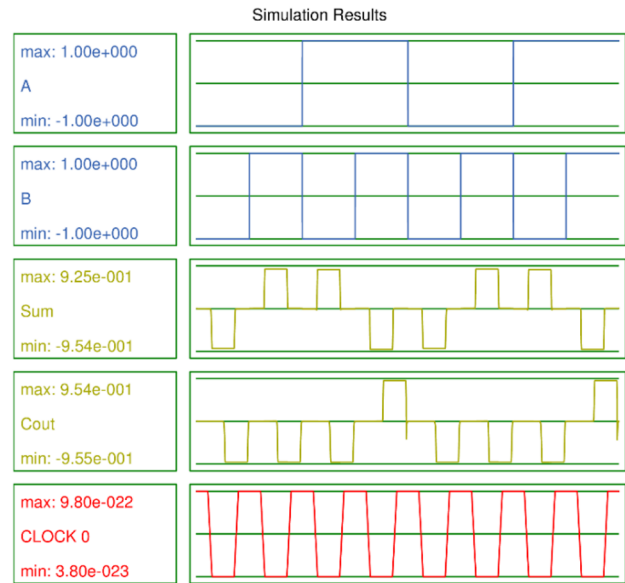 Simulation Results
max: 1.00e+000
A
min: -1.00e+000
max: 1.00e+000
B
min: -1.00e+000
max: 9.25e-001
Sum
min: -9.54e-001
max: 9.54e-001
Cout
min: -9.55e-001
max: 9.80e-022
CLOCK 0
min: 3.80e-023